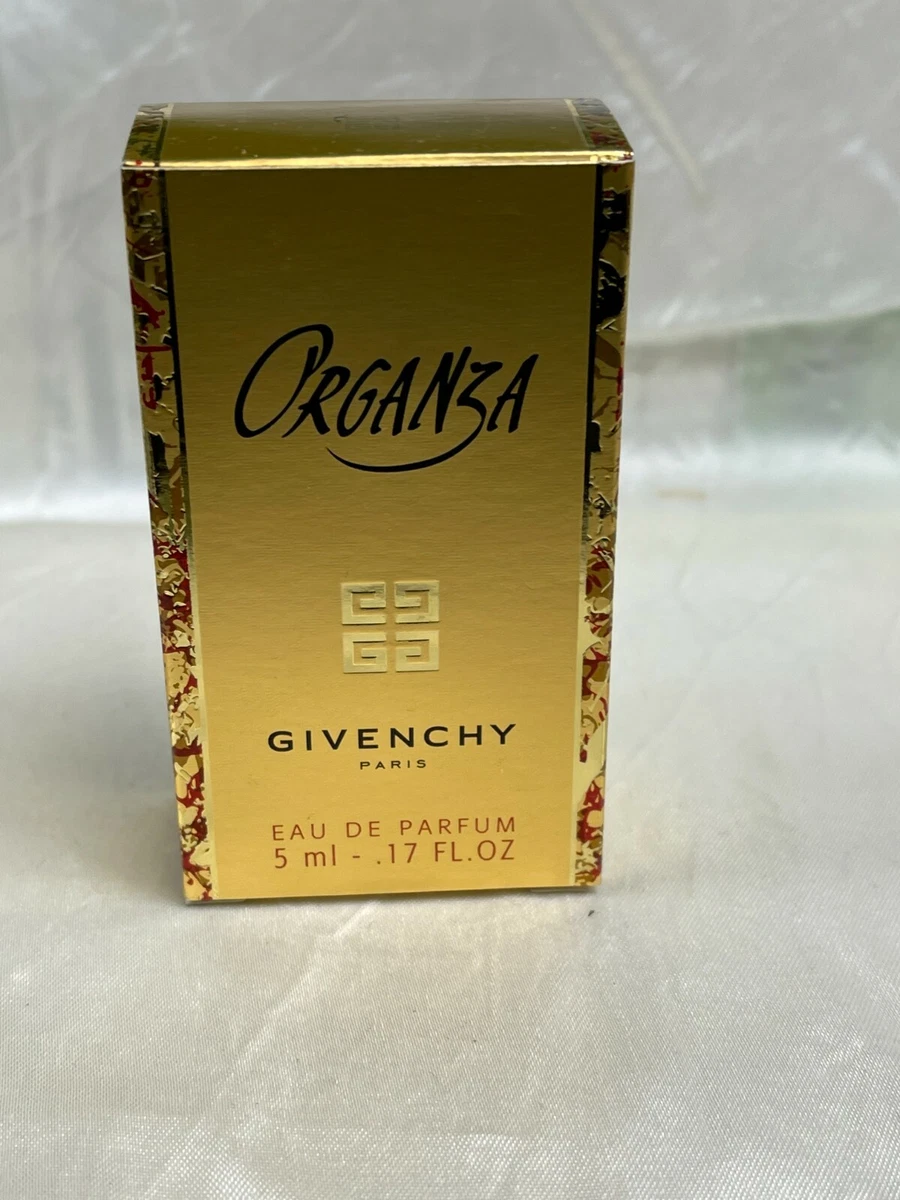 ORGANZA
GIVENCHY
PARIS
EAU DE PARFUM
5 ml - .17 FL.OZ